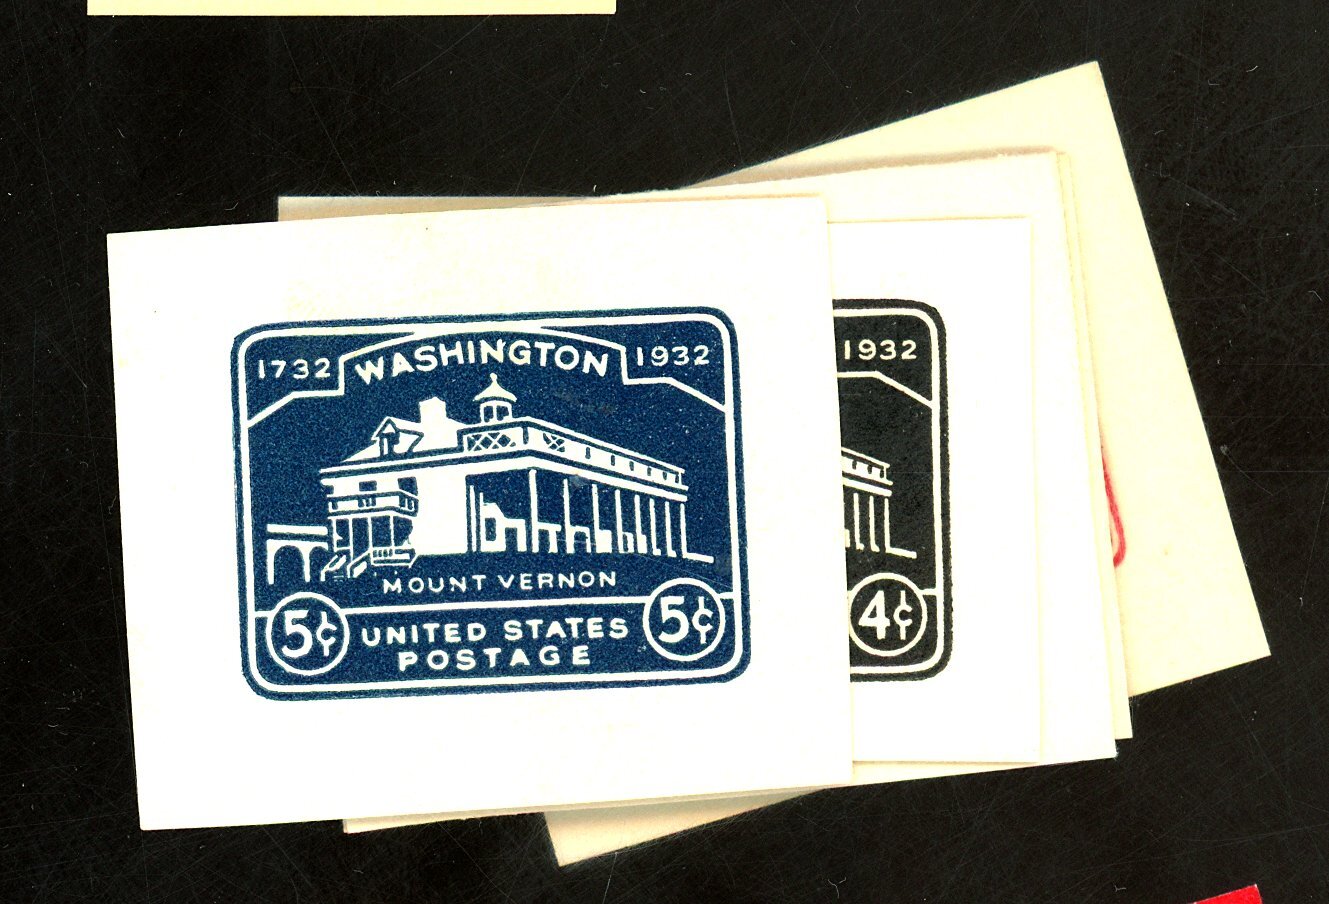 1732 WASHINGTON 1932
MOUNT VERNON
5¢ UNITED STATES 5¢
POSTAGE
1932
4¢